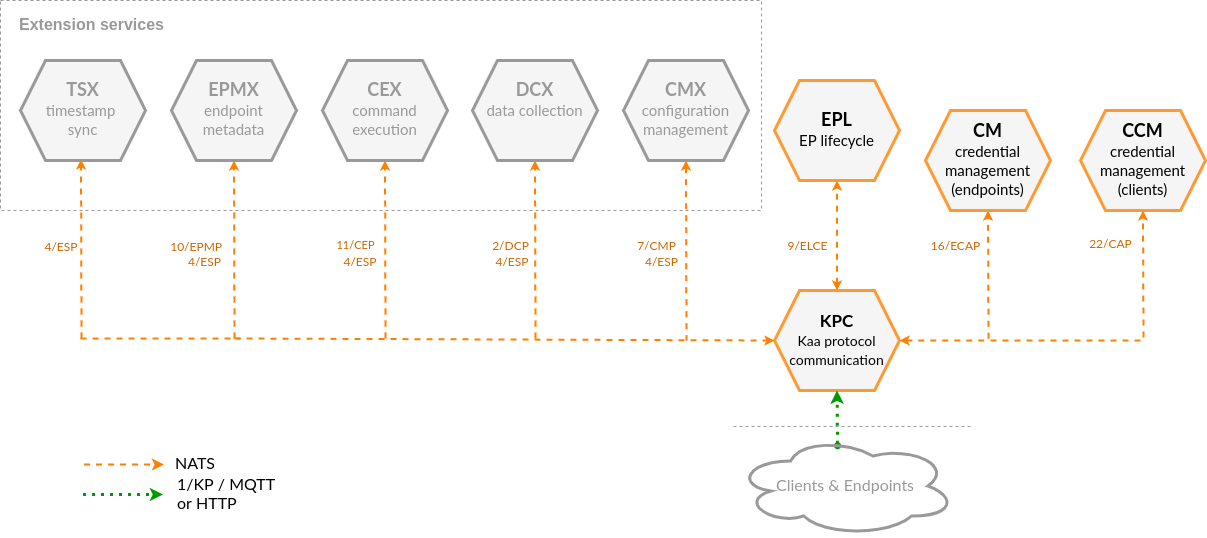 Extension services
TSX
timestamp
sync
EPMX
endpoint
metadata
CEX
command
execution
DCX
data collection
CMX
configuration
management
EPL
EP lifecycle
CM
credential
management
(endpoints)
CCM
credential
management
(clients)
4/ESP
10/EPMP
4/ESP
11/CEP
4/ESP
2/DCP
4/ESP
7/CMP
4/ESP
9/ELCE
16/ECAP
22/CAP
KPC
Kaa protocol
communication
NATS
1/KP / MQTT
or HTTP
Clients & Endpoints